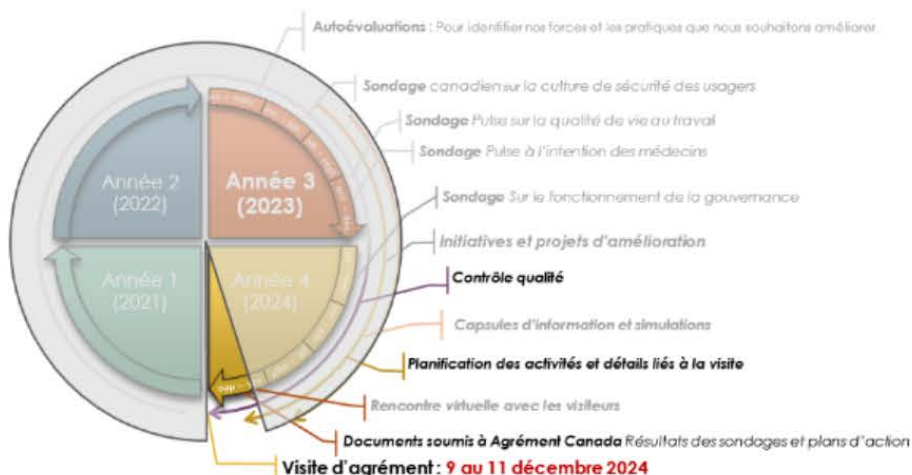 Autoévaluations : Pour identifier nos forces et les pratiques que nous souhaitons améliorer.
Sondage canadien sur la culture de sécurité des usagers
Sondage Pulse sur la qualité de vie au travail
Sondage Pulse à l'intention des médecins
Année 2
(2022)
Année 3
(2023)
Sondage Sur le fonctionnement de la gouvernance
Initiatives et projets d'amélioration
Année 1
(2021)
Année 4
(2024)
Contrôle qualité
Capsules d'information et simulations
Planification des activités et détails liés à la visite
Rencontre virtuelle avec les visiteurs
Documents soumis à Agrément Canada Résultats des sondages et plans d'action
Visite d'agrément : 9 au 11 décembre 2024